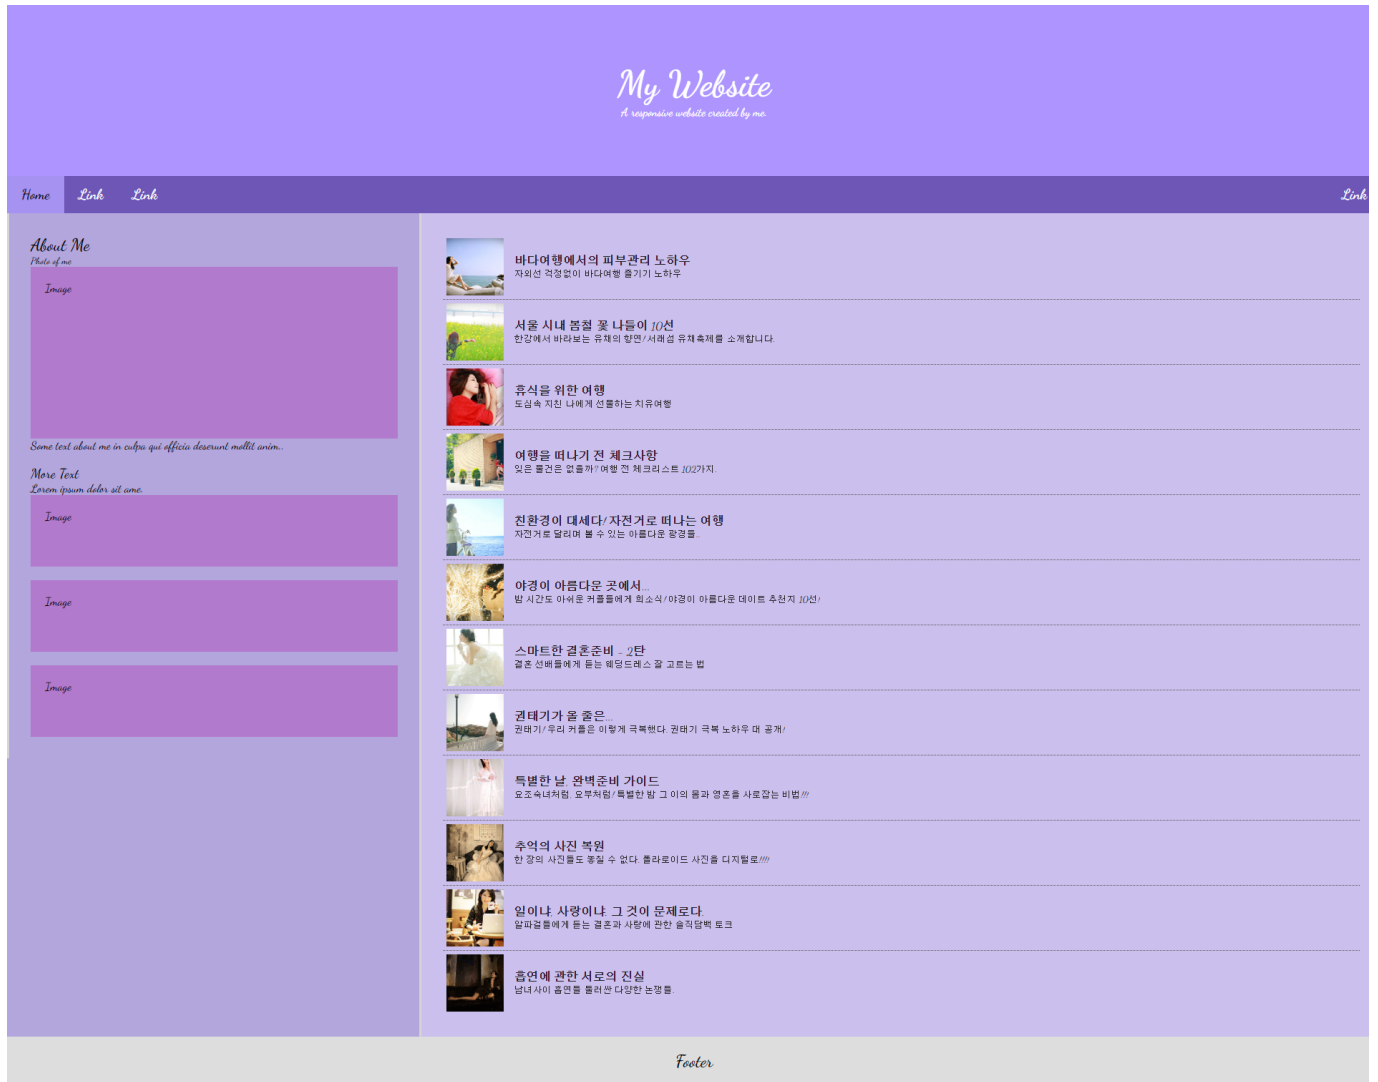 My Website
A responsive website created by me.
Home Link Link Link
About Me
Photo of me
Image
Some text about me in culpa qui officia deserunt mollit anim..
More Text
Lorem ipsum dolor sit ame.
Image
Image
Image
바다여행에서의 피부관리 노하우
자외선 걱정없이 바다여행 즐기기 노하우
서울 시내 봄철 꽃 나들이 10선
한강에서 바라보는 유채의 향연! 서래섬 유채축제를 소개합니다.
휴식을 위한 여행
도심속 지친 나에게 선물하는 치유여행
여행을 떠나기 전 체크사항
잊은 물건은 없을까? 여행 전 체크리스트 102가지.
친환경이 대세다! 자전거로 떠나는 여행
자전거로 달리며 볼 수 있는 아름다운 광경들..
야경이 아름다운 곳에서...
밤 시간도 아쉬운 커플들에게 희소식! 야경이 아름다운 데이트 추천지 10선!
스마트한 결혼준비 - 2탄
결혼 선배들에게 듣는 웨딩드레스 잘 고르는 법
권태기가 올 줄은...
권태기! 우리 커플은 이렇게 극복했다. 권태기 극복 노하우 대 공개!
특별한 날, 완벽준비 가이드
요조숙녀처럼, 요부처럼! 특별한 밤 그이의 몸과 영혼을 사로잡는 비법!!!
추억의 사진 복원
한 장의 사진들도 놓칠 수 없다. 폴라로이드 사진을 디지털로!!!!
일이냐, 사랑이냐, 그것이 문제로다.
알파걸들에게 듣는 결혼과 사랑에 관한 솔직담백 토크
흡연에 관한 서로의 진실
남녀사이 흡연를 둘러싼 다양한 논쟁들.
Footer